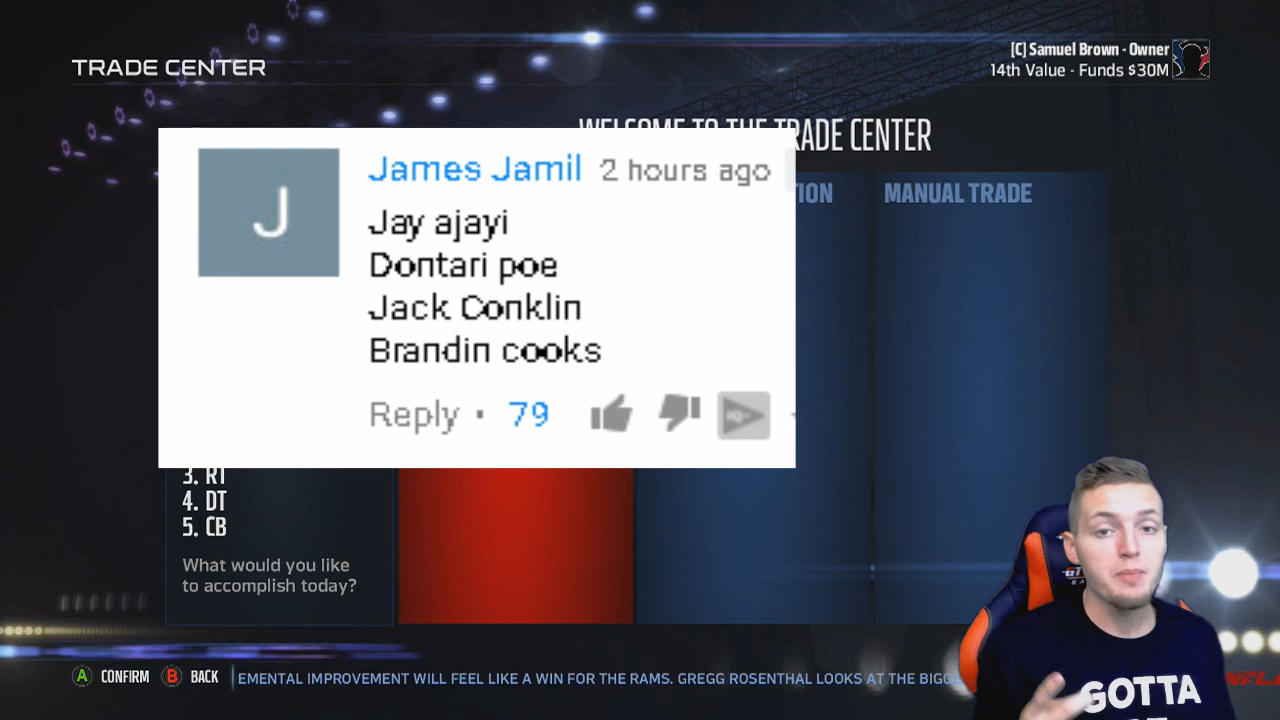 TRADE CENTER
[C] Samuel Brown - Owner
14th Value - Funds $30M
WELCOME TO THE TRADE CENTER
James Jamil 2 hours ago
J
Jay ajayi
Dontari poe
Jack Conklin
Brandin cooks
Reply · 79
ION
MANUAL TRADE
3. RT
4. DT
5. CB
What would you like
to accomplish today?
A CONFIRM B BACK
EMENTAL IMPROVEMENT WILL FEEL LIKE A WIN FOR THE RAMS. GREGG ROSENTHAL LOOKS AT THE BIGG
GOTTA